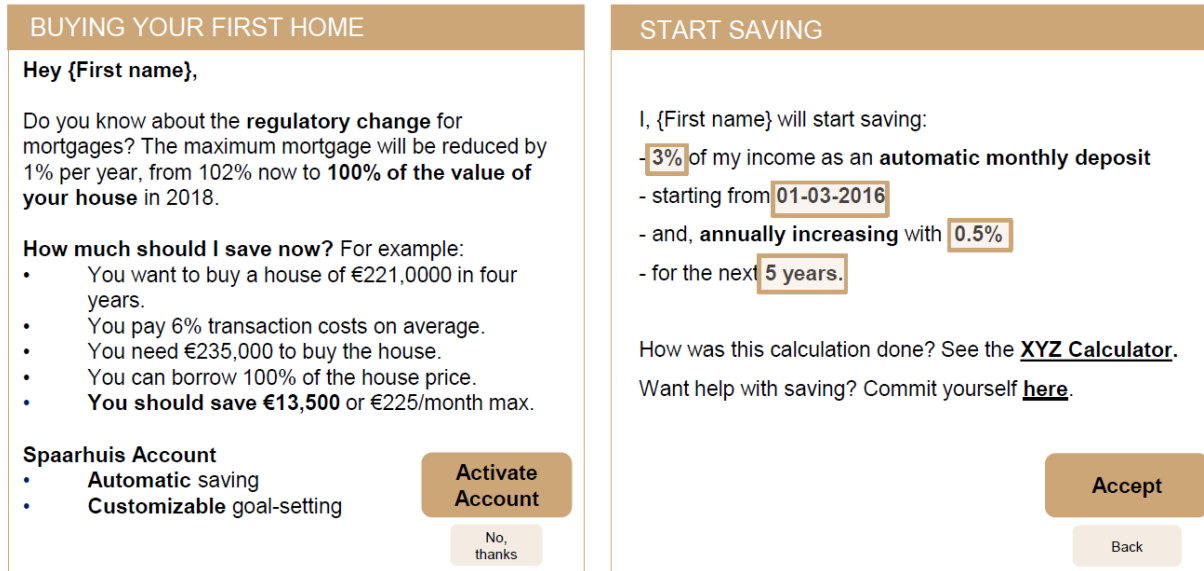 BUYING YOUR FIRST HOME
Hey {First name},
Do you know about the regulatory change for
mortgages? The maximum mortgage will be reduced by
1% per year, from 102% now to 100% of the value of
your house in 2018.
How much should I save now? For example:
• You want to buy a house of €221,0000 in four
years.
• You pay 6% transaction costs on average.
• You need €235,000 to buy the house.
• You can borrow 100% of the house price.
• You should save €13,500 or €225/month max.
Spaarhuis Account
• Automatic saving
• Customizable goal-setting
Activate
Account
No,
thanks
START SAVING
I, {First name} will start saving:
- 3% of my income as an automatic monthly deposit
- starting from 01-03-2016
- and, annually increasing with 0.5%
- for the next 5 years.
How was this calculation done? See the XYZ Calculator.
Want help with saving? Commit yourself here.
Accept
Back